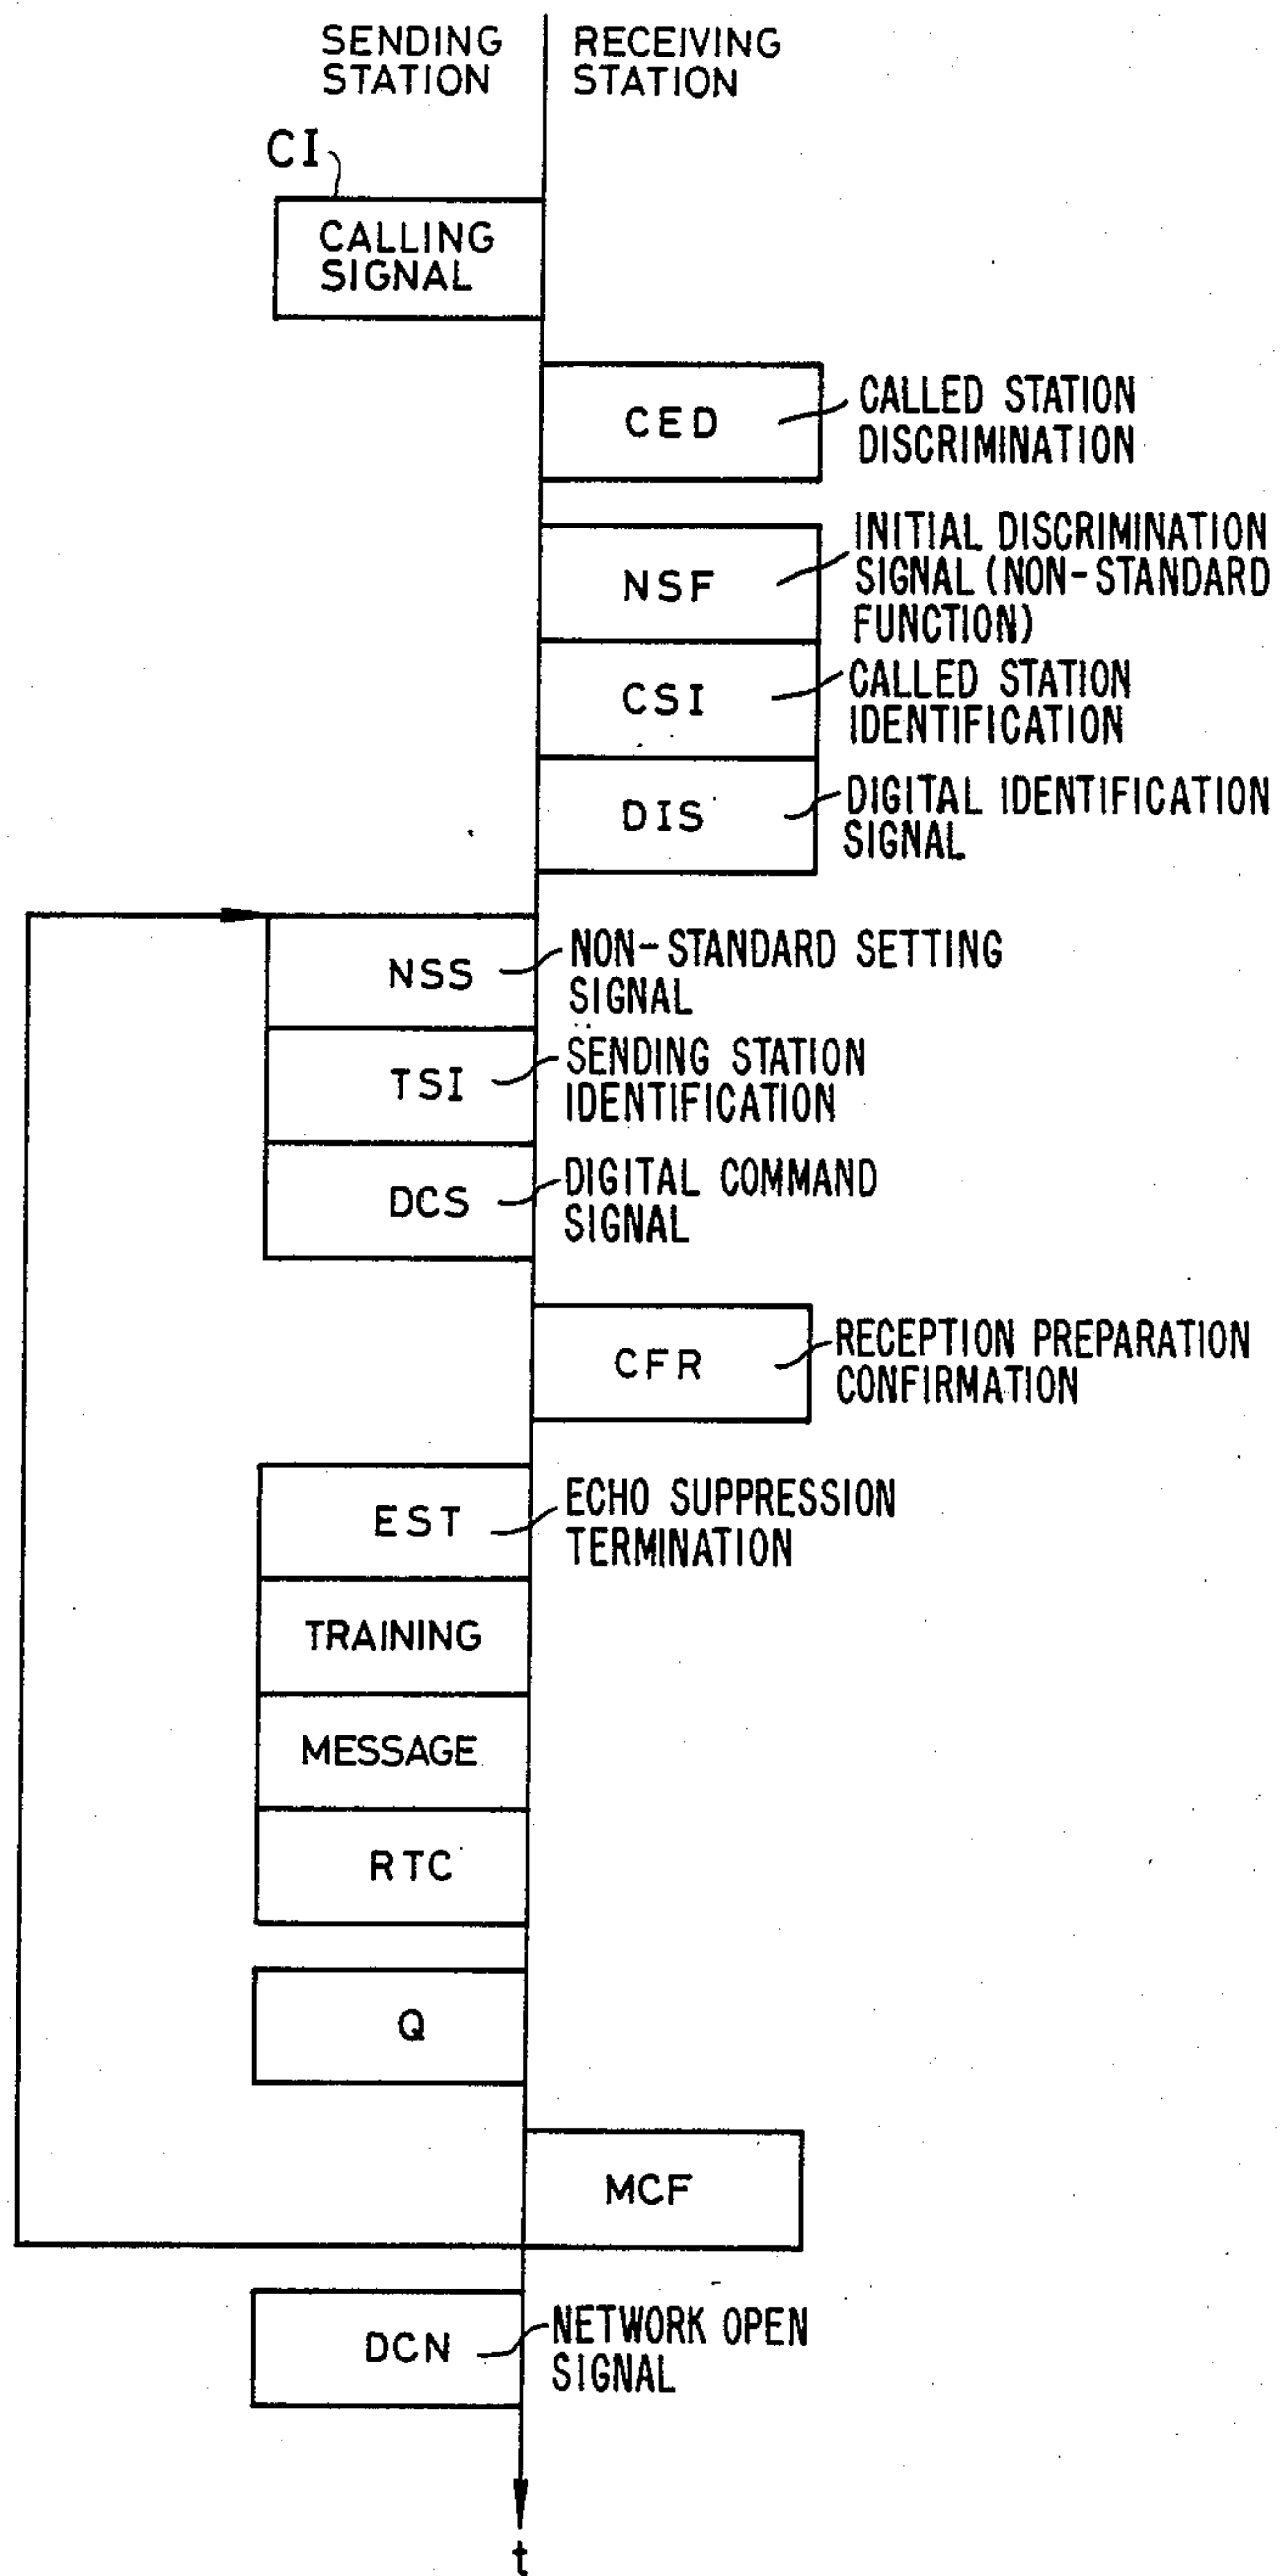 SENDING
STATION
RECEIVING
STATION
CI
CALLING
SIGNAL
CED
CALLED STATION
DISCRIMINATION
NSF
INITIAL DISCRIMINATION
SIGNAL (NON-STANDARD
FUNCTION)
CSI
CALLED STATION
IDENTIFICATION
DIS
DIGITAL IDENTIFICATION
SIGNAL
NSS
NON-STANDARD SETTING
SIGNAL
TSI
SENDING STATION
IDENTIFICATION
DCS
DIGITAL COMMAND
SIGNAL
CFR
RECEPTION PREPARATION
CONFIRMATION
EST
ECHO SUPPRESSION
TERMINATION
TRAINING
MESSAGE
RTC
Q
MCF
DCN
NETWORK OPEN
SIGNAL
t